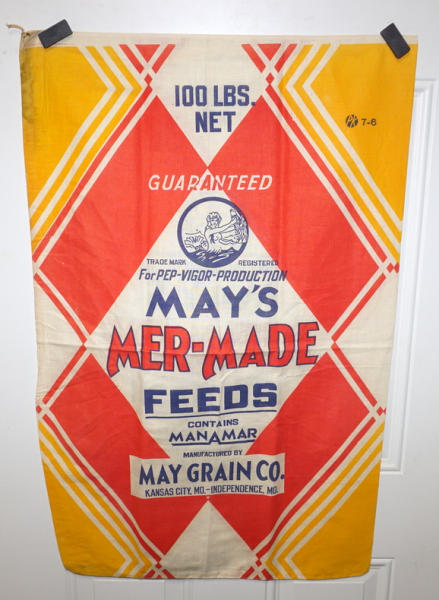 100 LBS.
NET
7-6
GUARANTEED
TRADE MARK REGISTERED
For PEP-VIGOR-PRODUCTION
MAY'S
MER-MADE
FEEDS
CONTAINS
MANAMAR
MANUFACTURED BY
MAY GRAIN CO.
KANSAS CITY, MO.-INDEPENDENCE, MO.